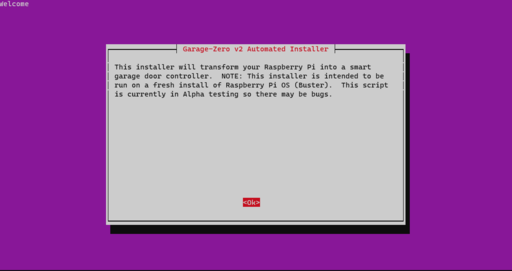 Welcome
Garage-Zero v2 Automated Installer
This installer will transform your Raspberry Pi into a smart
garage door controller.  NOTE: This installer is intended to be
run on a fresh install of Raspberry Pi OS (Buster).  This script
is currently in Alpha testing so there may be bugs.
<Ok>